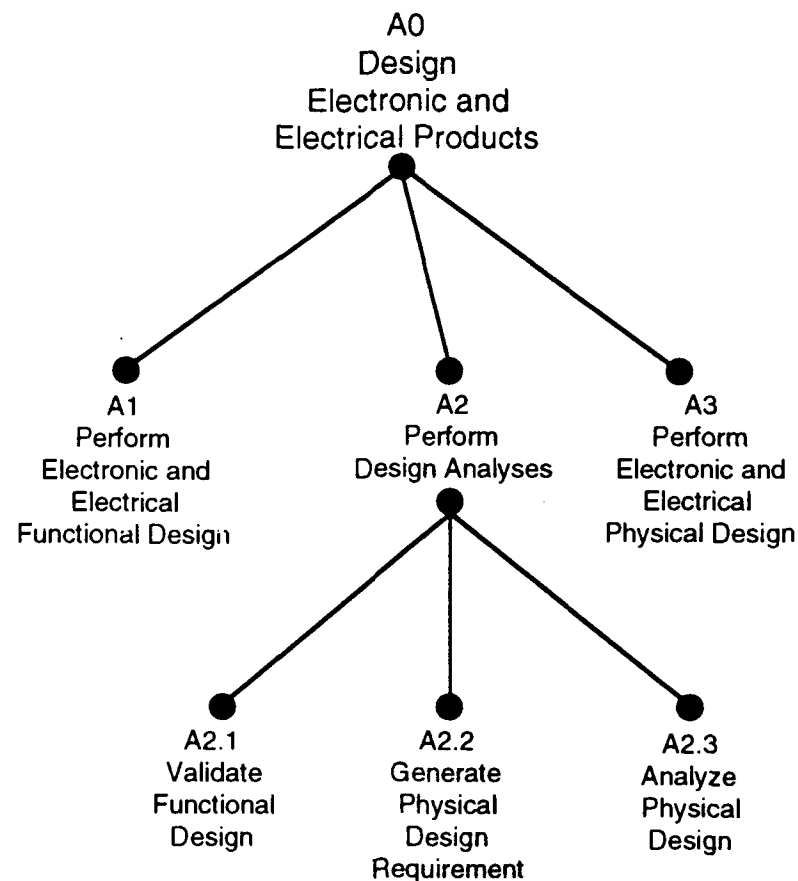 A0
Design
Electronic and
Electrical Products
A1
Perform
Electronic and
Electrical
Functional Design
A2
Perform
Design Analyses
A3
Perform
Electronic and
Electrical
Physical Design
A2.1
Validate
Functional
Design
A2.2
Generate
Physical
Design
Requirement
A2.3
Analyze
Physical
Design